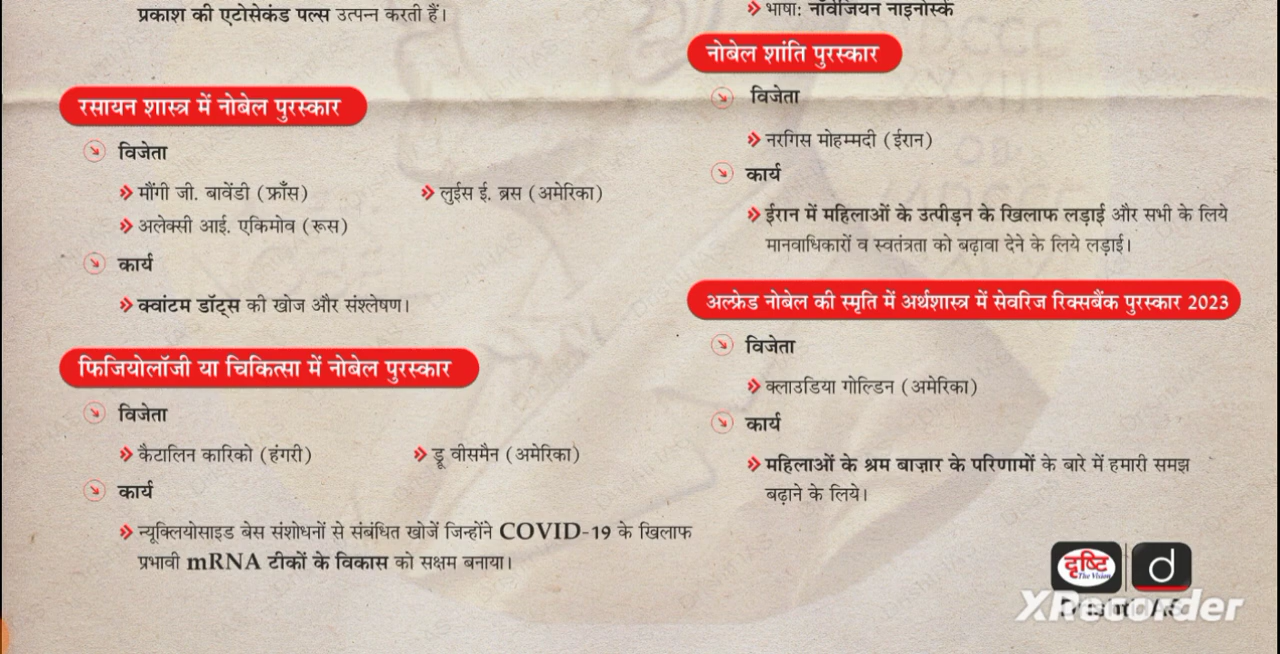 प्रकाश की एटोसेकंड पल्स उत्पन्न करती हैं।
रसायन शास्त्र में नोबेल पुरस्कार
विजेता
मौंगी जी. बावेंडी (फ्राँस)
लुईस ई. ब्रस (अमेरिका)
अलेक्सी आई. एकिमोव (रूस)
कार्य
क्वांटम डॉट्स की खोज और संश्लेषण।
फिजियोलॉजी या चिकित्सा में नोबेल पुरस्कार
विजेता
कैटालिन कारिको (हंगरी)
ड्रू वीसमैन (अमेरिका)
कार्य
न्यूक्लियोसाइड बेस संशोधनों से संबंधित खोजें जिन्होंने COVID-19 के खिलाफ
प्रभावी mRNA टीकों के विकास को सक्षम बनाया।
भाषा: नॉर्वेजियन नाइनोर्स्क
नोबेल शांति पुरस्कार
विजेता
नरगिस मोहम्मदी (ईरान)
कार्य
ईरान में महिलाओं के उत्पीड़न के खिलाफ लड़ाई और सभी के लिये
मानवाधिकारों व स्वतंत्रता को बढ़ावा देने के लिये लड़ाई।
अल्फ्रेड नोबेल की स्मृति में अर्थशास्त्र में सेवरिज रिक्सबैंक पुरस्कार 2023
विजेता
क्लाउडिया गोल्डिन (अमेरिका)
कार्य
महिलाओं के श्रम बाज़ार के परिणामों के बारे में हमारी समझ
बढ़ाने के लिये।
दृष्टि
The Vision
d
Drishti IAS
XRecorder